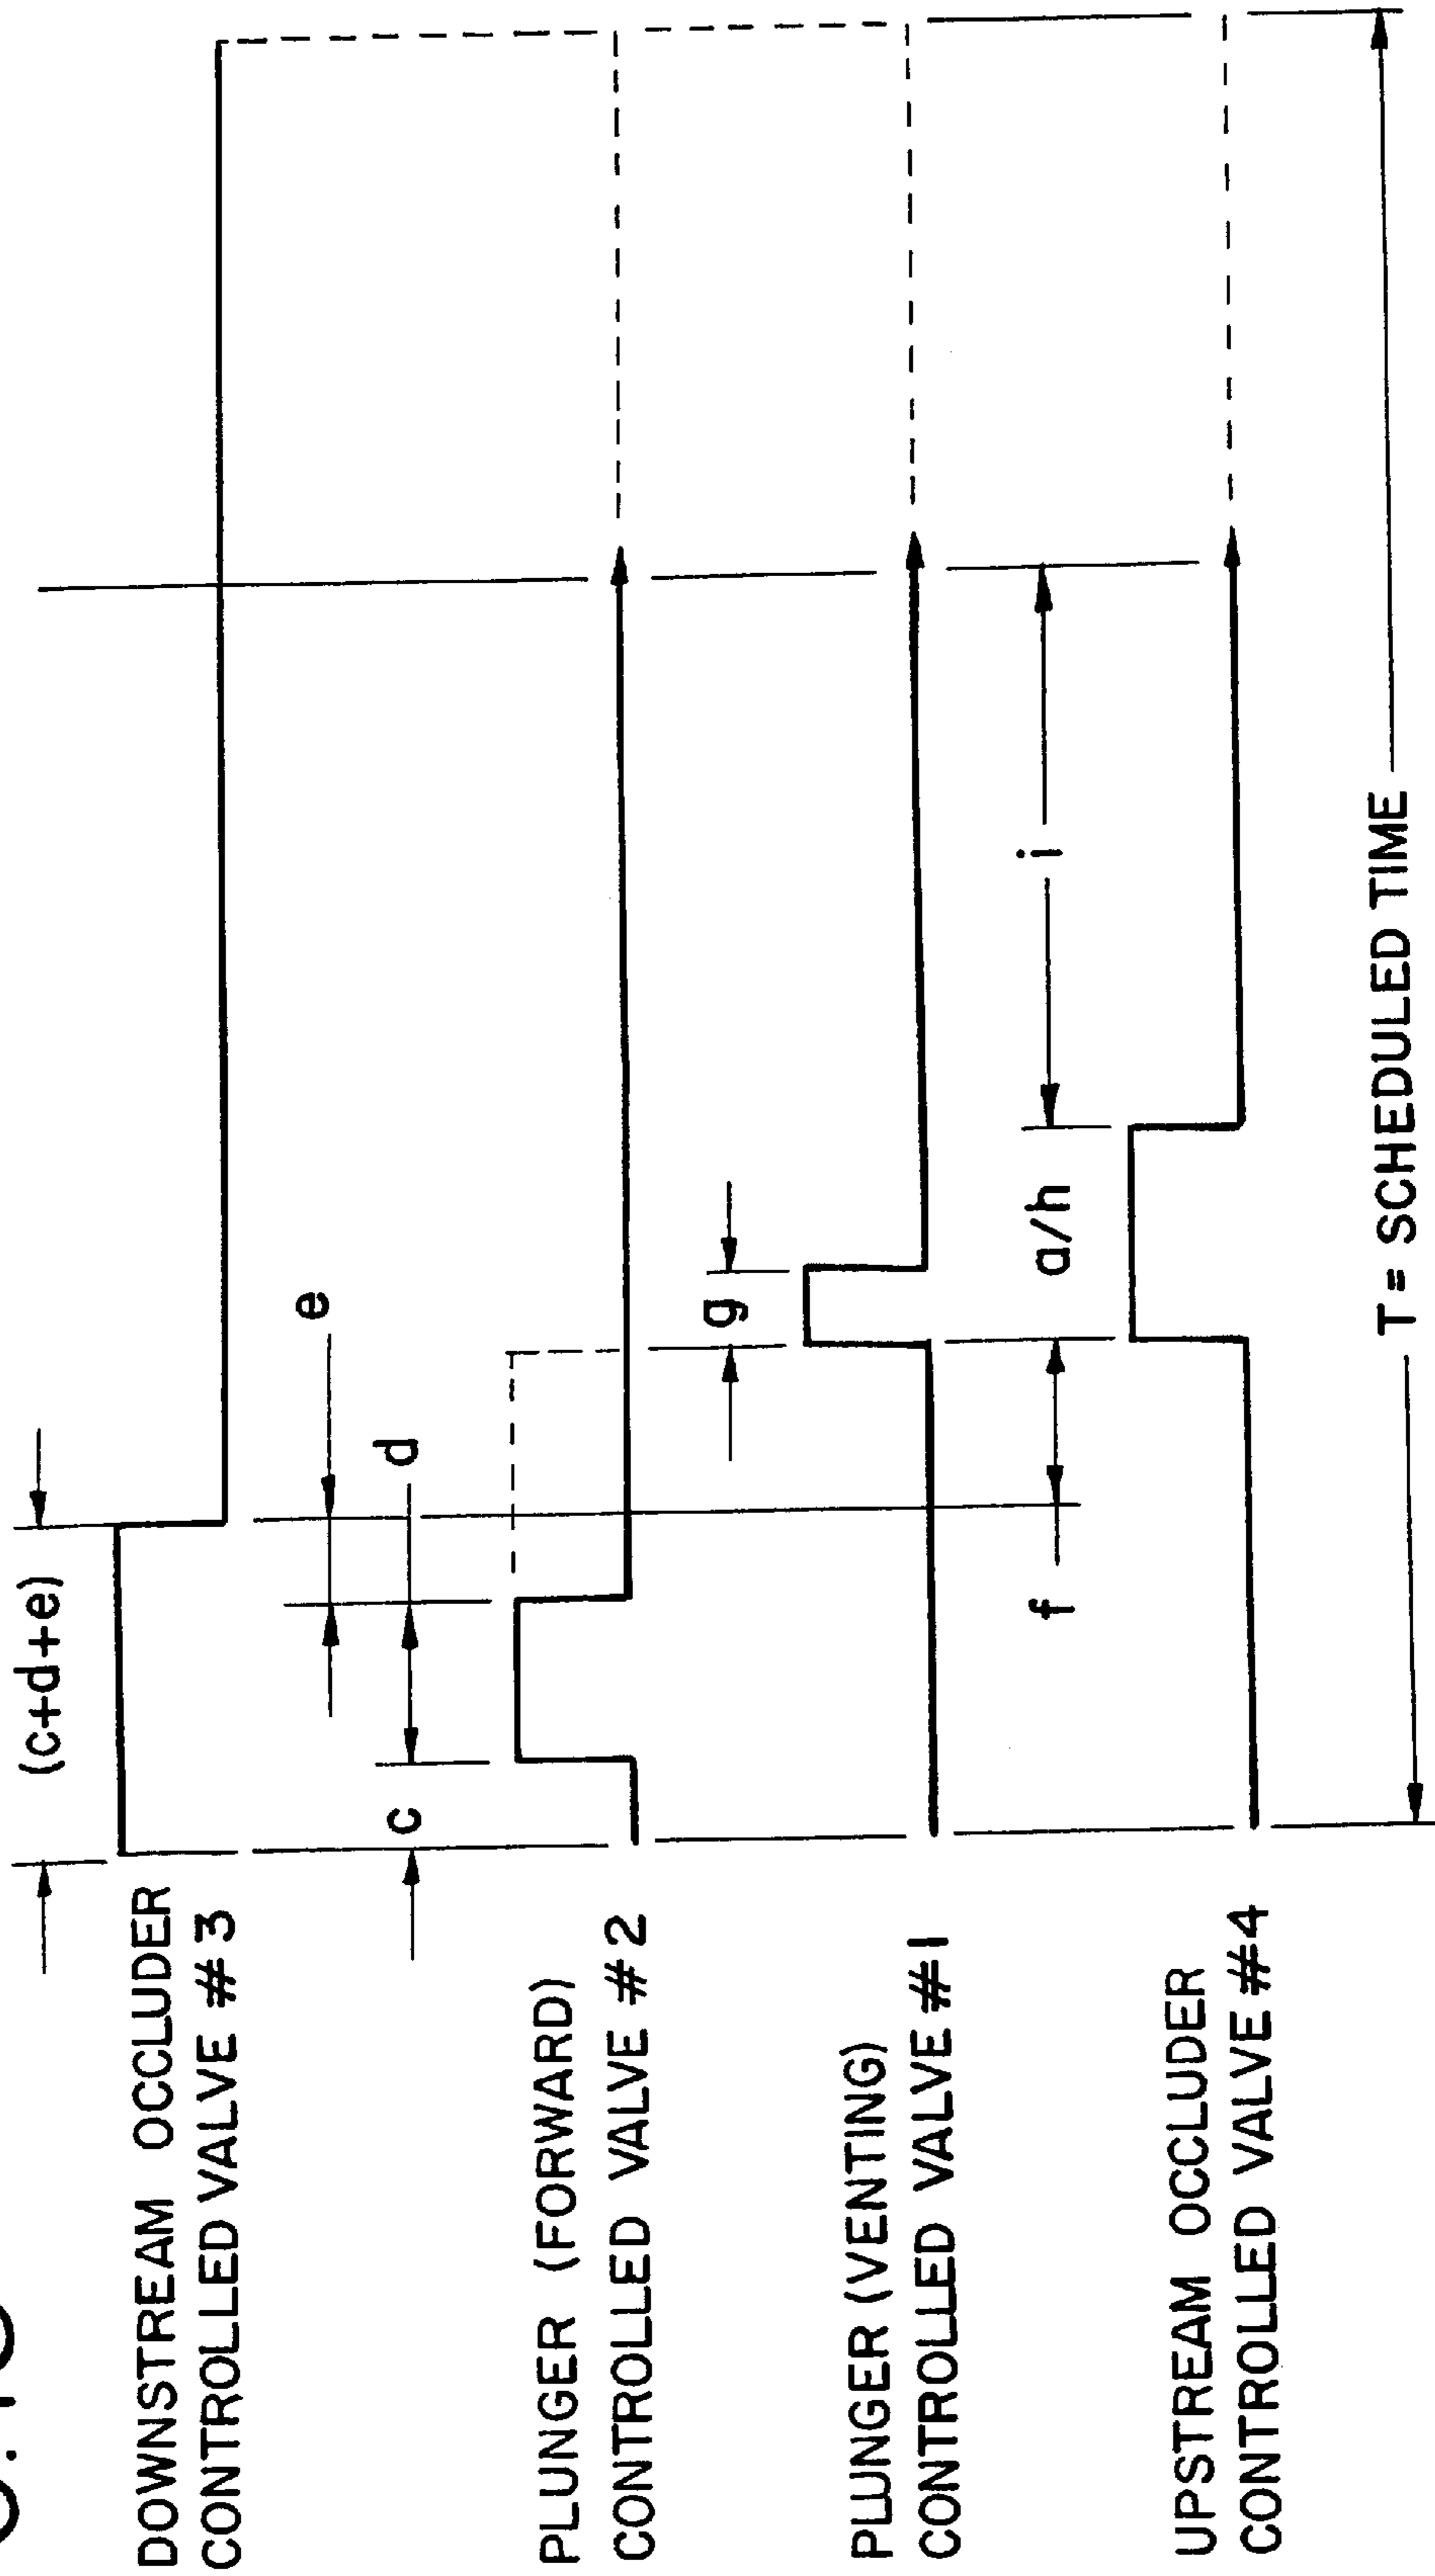 (c+d+e)
DOWNSTREAM OCCLUDER
CONTROLLED VALVE #3
e
d
c
PLUNGER (FORWARD)
CONTROLLED VALVE #2
g
PLUNGER (VENTING)
CONTROLLED VALVE #1
f
a/h
i
UPSTREAM OCCLUDER
CONTROLLED VALVE #4
T = SCHEDULED TIME